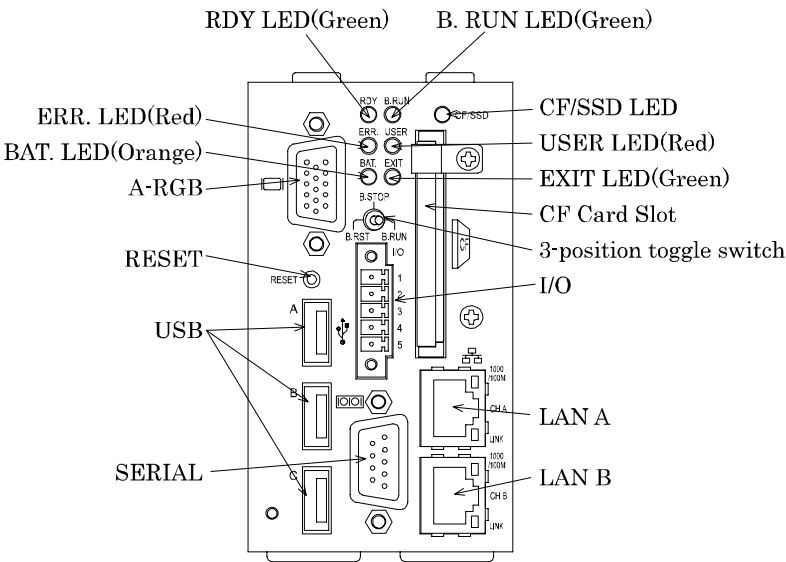 RDY LED(Green)
B. RUN LED(Green)
RDY
B.RUN
ERR. LED(Red)
CF/SSD
CF/SSD LED
ERR.
USER
USER LED(Red)
BAT. LED(Orange)
BAT.
EXIT
EXIT LED(Green)
A-RGB
B.STOP
CF Card Slot
B.RST
B.RUN
CF
3-position toggle switch
I/O
RESET
RESET
1
I/O
2
A
3
USB
4
5
1000
/100M
B
CH A
LAN A
LINK
1000
/100M
SERIAL
C
CH B
LAN B
LINK